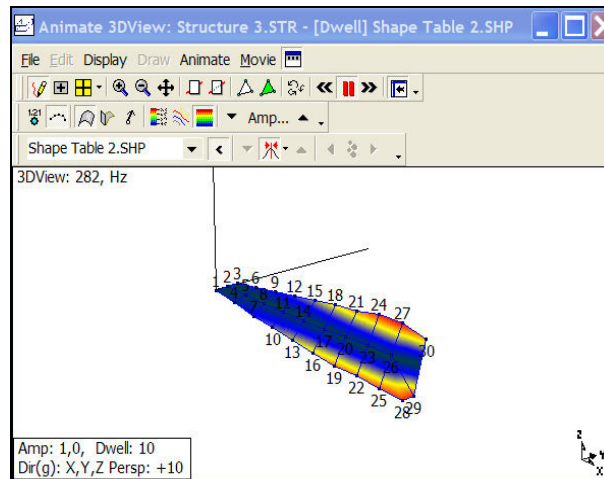 Animate 3DView: Structure 3.STR - [Dwell] Shape Table 2.SHP
File Edit Display Draw Animate Movie
1.21 Amp...
Shape Table 2.SHP
3DView: 282, Hz
1 2 3 4 5 6 7 8 9 10 11 12 13 14 15 16 17 18 19 20 21 22 23 24 25 26 27 28 29 30
Amp: 1,0, Dwell: 10
Dir(g): X,Y,Z Persp: +10
Z
Y
X